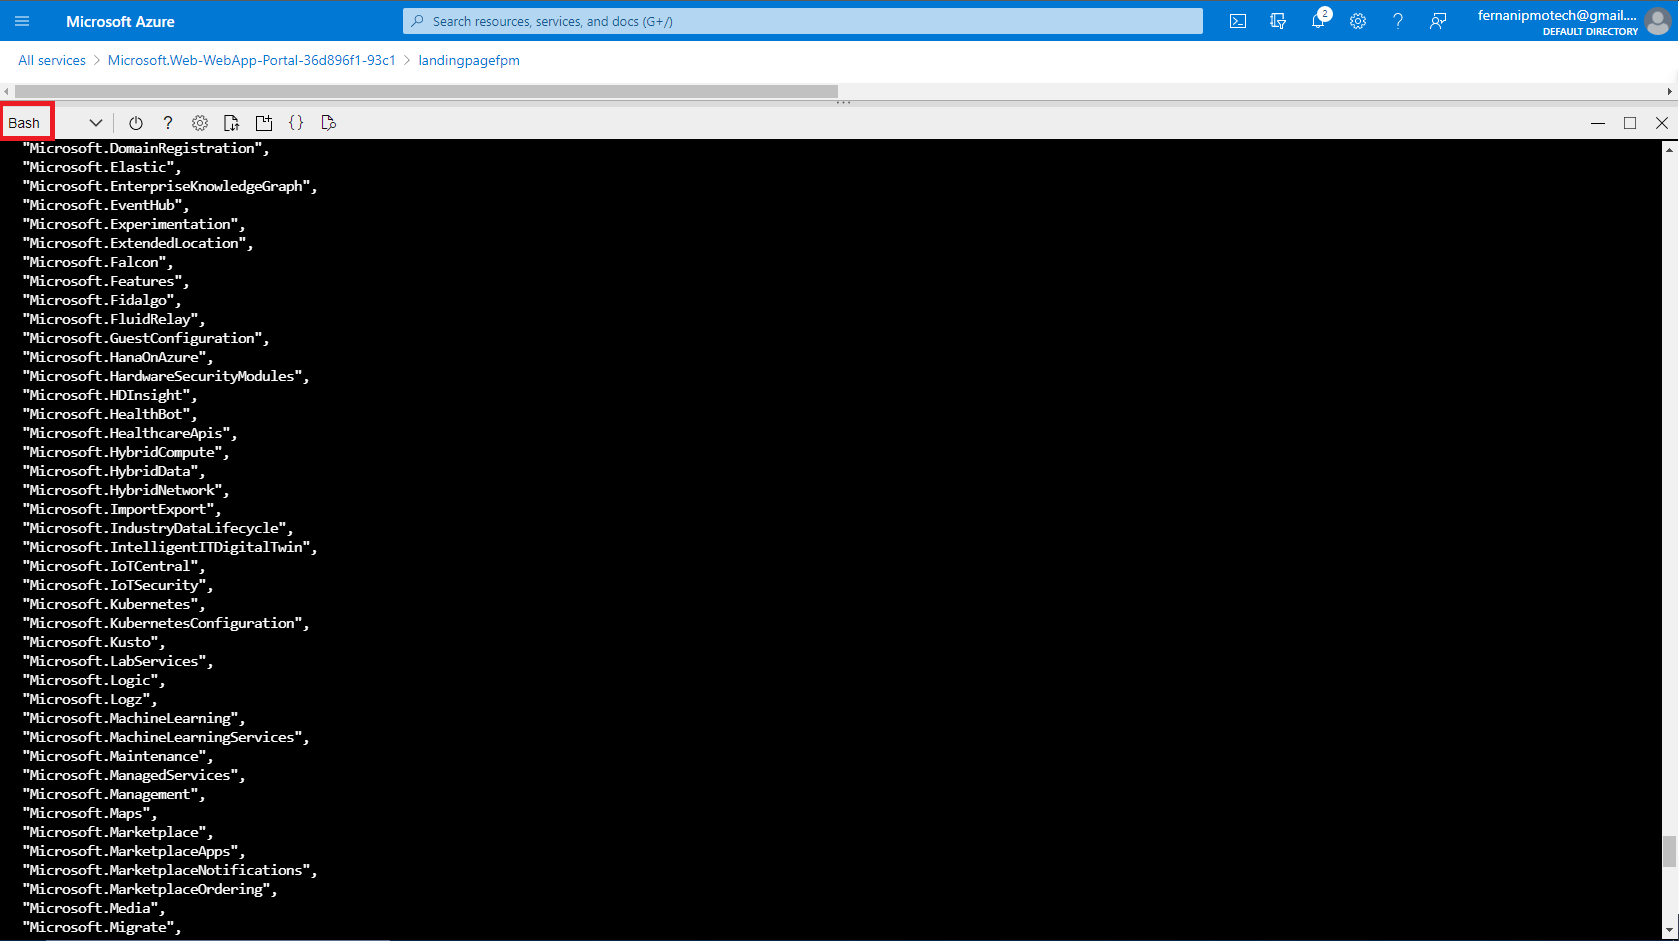 Microsoft Azure
Search resources, services, and docs (G+/)
2
fernanipmotech@gmail....
DEFAULT DIRECTORY
All services > Microsoft.Web-WebApp-Portal-36d896f1-93c1 > landingpagefpm
Bash
"Microsoft.DomainRegistration",
"Microsoft.Elastic",
"Microsoft.EnterpriseKnowledgeGraph",
"Microsoft.EventHub",
"Microsoft.Experimentation",
"Microsoft.ExtendedLocation",
"Microsoft.Falcon",
"Microsoft.Features",
"Microsoft.Fidalgo",
"Microsoft.FluidRelay",
"Microsoft.GuestConfiguration",
"Microsoft.HanaOnAzure",
"Microsoft.HardwareSecurityModules",
"Microsoft.HDInsight",
"Microsoft.HealthBot",
"Microsoft.HealthcareApis",
"Microsoft.HybridCompute",
"Microsoft.HybridData",
"Microsoft.HybridNetwork",
"Microsoft.ImportExport",
"Microsoft.IndustryDataLifecycle",
"Microsoft.IntelligentITDigitalTwin",
"Microsoft.IoTCentral",
"Microsoft.IoTSecurity",
"Microsoft.Kubernetes",
"Microsoft.KubernetesConfiguration",
"Microsoft.Kusto",
"Microsoft.LabServices",
"Microsoft.Logic",
"Microsoft.Logz",
"Microsoft.MachineLearning",
"Microsoft.MachineLearningServices",
"Microsoft.Maintenance",
"Microsoft.ManagedServices",
"Microsoft.Management",
"Microsoft.Maps",
"Microsoft.Marketplace",
"Microsoft.MarketplaceApps",
"Microsoft.MarketplaceNotifications",
"Microsoft.MarketplaceOrdering",
"Microsoft.Media",
"Microsoft.Migrate",